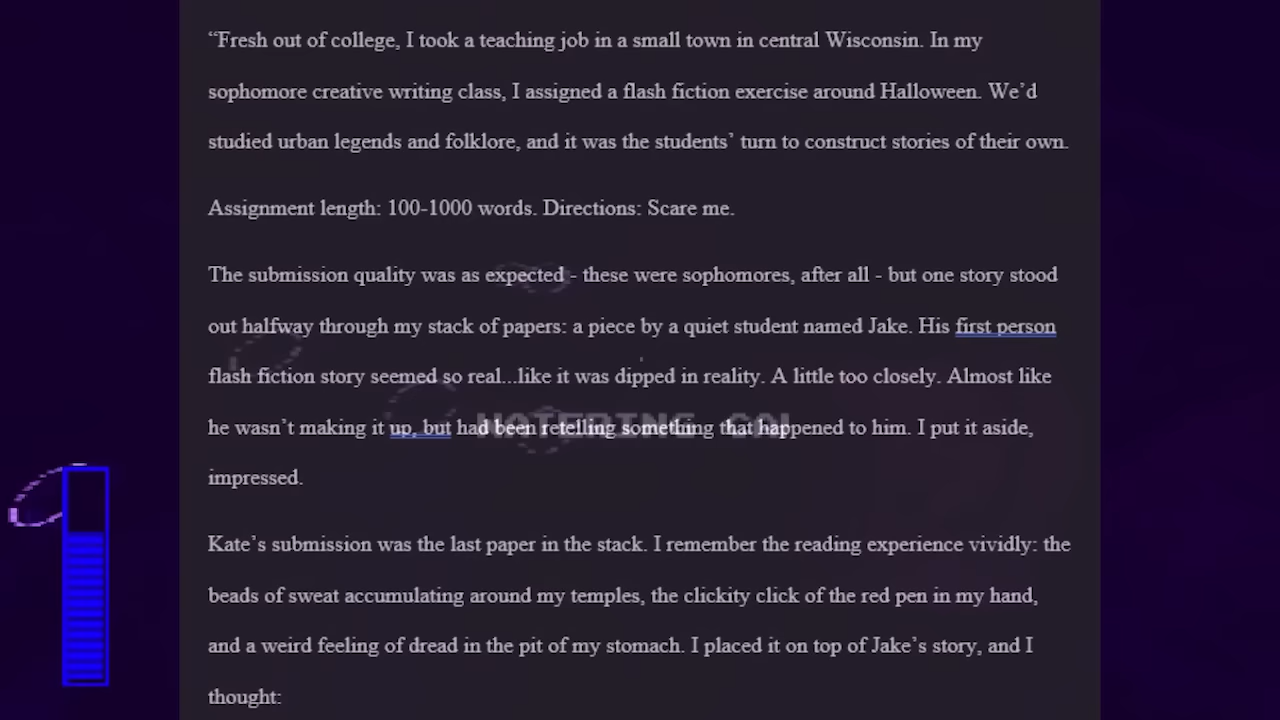 “Fresh out of college, I took a teaching job in a small town in central Wisconsin. In my
sophomore creative writing class, I assigned a flash fiction exercise around Halloween. We’d
studied urban legends and folklore, and it was the students’ turn to construct stories of their own.
Assignment length: 100-1000 words. Directions: Scare me.
The submission quality was as expected - these were sophomores, after all - but one story stood
out halfway through my stack of papers: a piece by a quiet student named Jake. His first person
flash fiction story seemed so real...like it was dipped in reality. A little too closely. Almost like
he wasn’t making it up, but had been retelling something that happened to him. I put it aside,
impressed.
Kate’s submission was the last paper in the stack. I remember the reading experience vividly: the
beads of sweat accumulating around my temples, the clickity click of the red pen in my hand,
and a weird feeling of dread in the pit of my stomach. I placed it on top of Jake’s story, and I
thought: